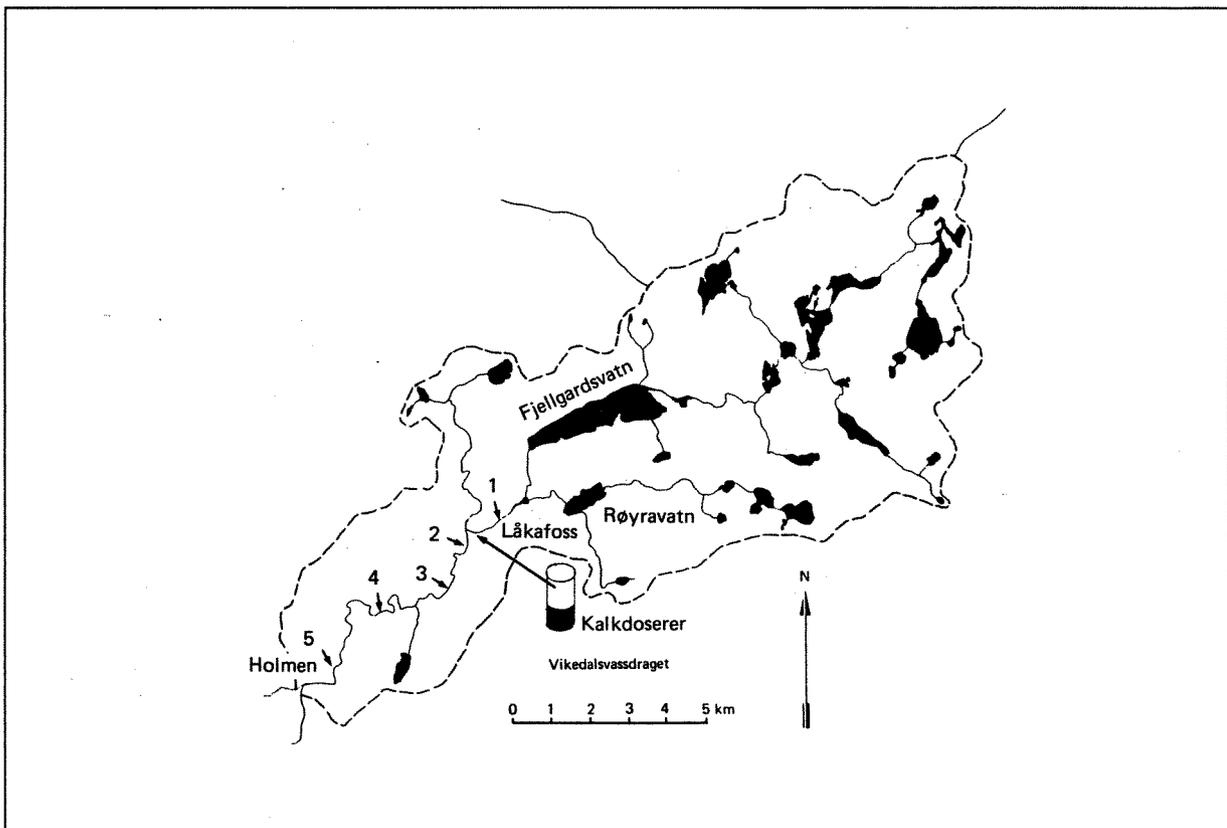 Fjellgardsvatn
1
Låkafoss
Røyravatn
2
3
4
5
Holmen
N
Kalkdoserer
Vikedalsvassdraget
0 1 2 3 4 5 km